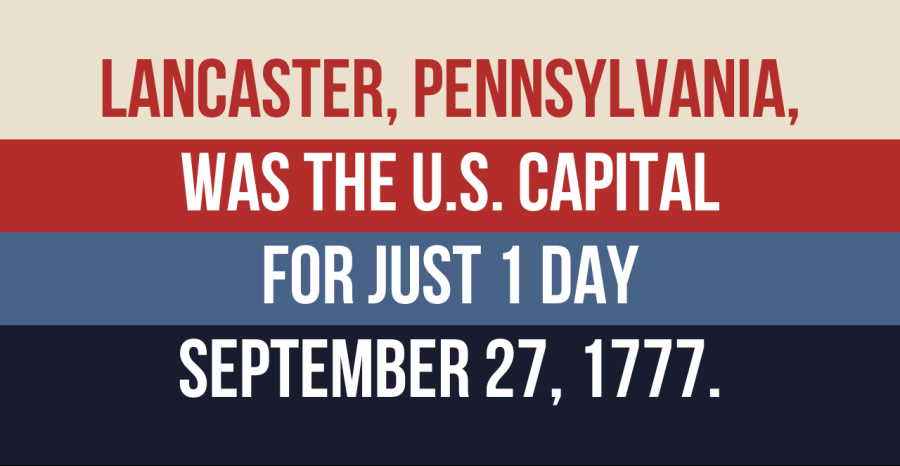 LANCASTER, PENNSYLVANIA,
WAS THE U.S. CAPITAL
FOR JUST 1 DAY
SEPTEMBER 27, 1777.